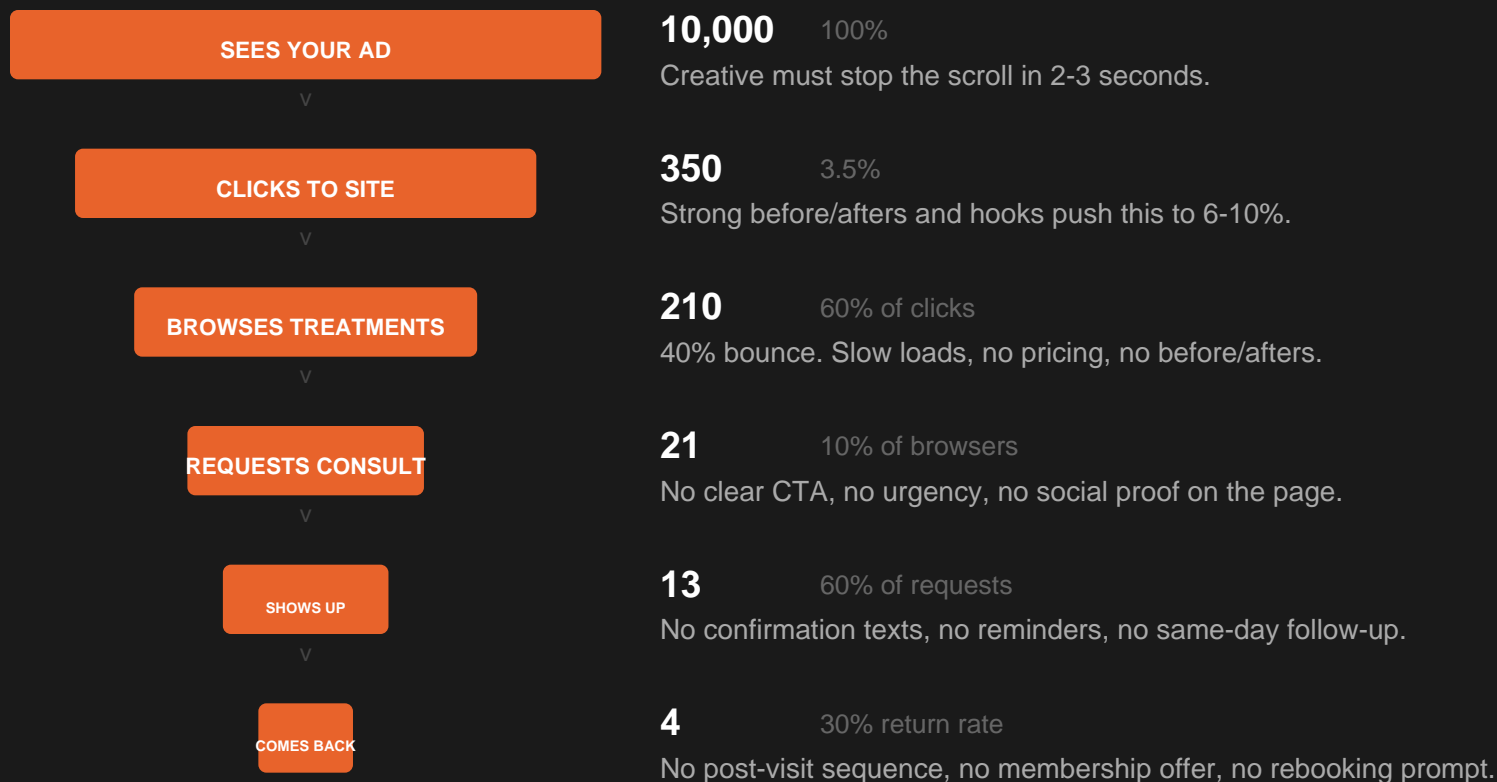 SEES YOUR AD
10,000 100%
Creative must stop the scroll in 2-3 seconds.
v
CLICKS TO SITE
350 3.5%
Strong before/afters and hooks push this to 6-10%.
v
BROWSES TREATMENTS
210 60% of clicks
40% bounce. Slow loads, no pricing, no before/afters.
v
REQUESTS CONSULT
21 10% of browsers
No clear CTA, no urgency, no social proof on the page.
v
SHOWS UP
13 60% of requests
No confirmation texts, no reminders, no same-day follow-up.
v
COMES BACK
4 30% return rate
No post-visit sequence, no membership offer, no rebooking prompt.